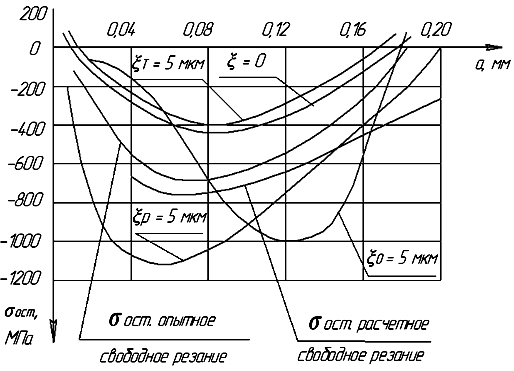 200
0,04 0,08 0,12 0,16 0,20
0
a, мм
ξт = 5 мкм
ξ = 0
-200
-400
-600
-800
ξр = 5 мкм
-1000
ξо = 5 мкм
-1200
σост,
МПа
σ ост. опытное
свободное резание
σ ост. расчетное
свободное резание